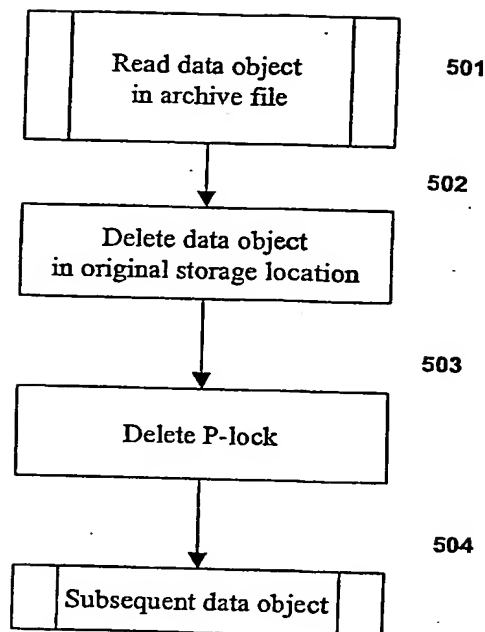 Read data object
in archive file
501
502
Delete data object
in original storage location
503
Delete P-lock
504
Subsequent data object